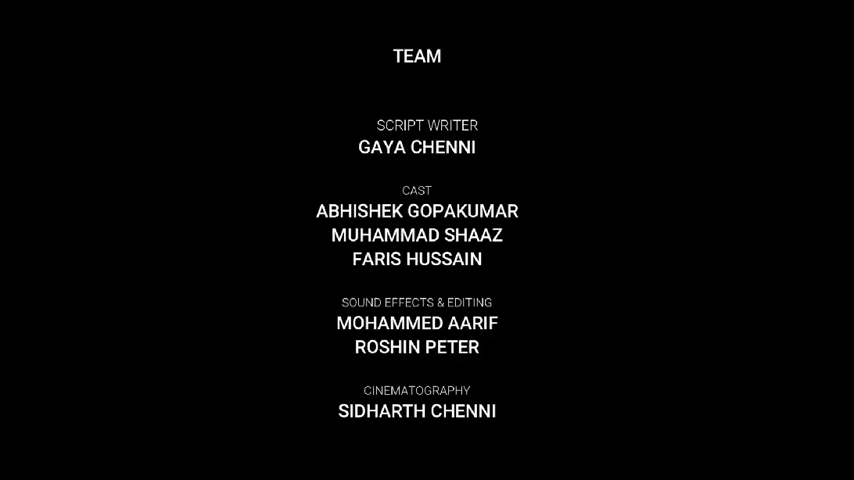 TEAM
SCRIPT WRITER
GAYA CHENNI
CAST
ABHISHEK GOPAKUMAR
MUHAMMAD SHAAZ
FARIS HUSSAIN
SOUND EFFECTS & EDITING
MOHAMMED AARIF
ROSHIN PETER
CINEMATOGRAPHY
SIDHARTH CHENNI